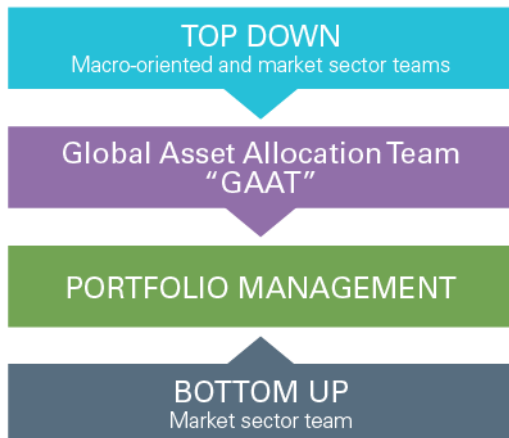 TOP DOWN
Macro-oriented and market sector teams
Global Asset Allocation Team
“GAAT”
PORTFOLIO MANAGEMENT
BOTTOM UP
Market sector team